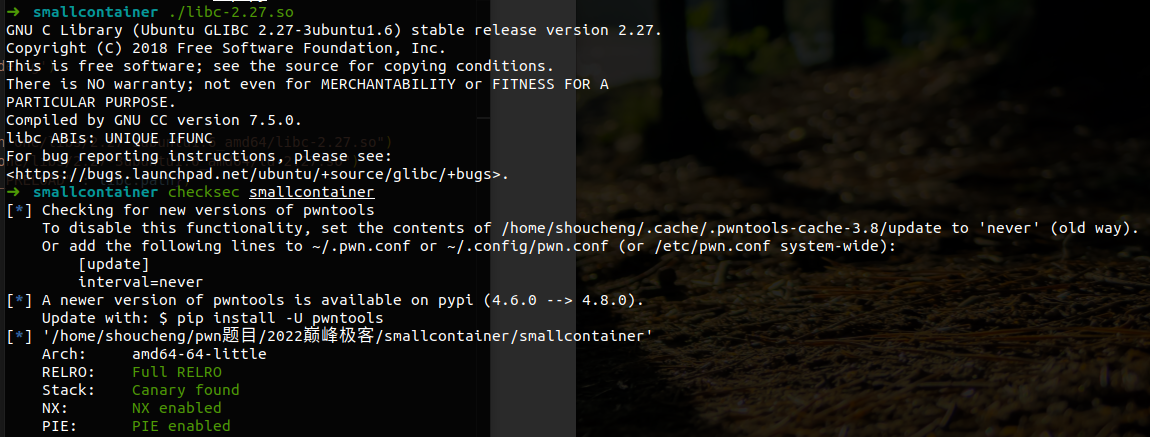 ➜ smallcontainer ./libc-2.27.so
GNU C Library (Ubuntu GLIBC 2.27-3ubuntu1.6) stable release version 2.27.
Copyright (C) 2018 Free Software Foundation, Inc.
This is free software; see the source for copying conditions.
There is NO warranty; not even for MERCHANTABILITY or FITNESS FOR A
PARTICULAR PURPOSE.
Compiled by GNU CC version 7.5.0.
libc ABIs: UNIQUE IFUNC
For bug reporting instructions, please see:
<https://bugs.launchpad.net/ubuntu/+source/glibc/+bugs>.
➜ smallcontainer checksec smallcontainer
[*] Checking for new versions of pwntools
    To disable this functionality, set the contents of /home/shoucheng/.cache/.pwntools-cache-3.8/update to 'never' (old way).
    Or add the following lines to ~/.pwn.conf or ~/.config/pwn.conf (or /etc/pwn.conf system-wide):
        [update]
        interval=never
[*] A newer version of pwntools is available on pypi (4.6.0 --> 4.8.0).
    Update with: $ pip install -U pwntools
[*] '/home/shoucheng/pwn题目/2022巅峰极客/smallcontainer/smallcontainer'
    Arch:     amd64-64-little
    RELRO:    Full RELRO
    Stack:    Canary found
    NX:       NX enabled
    PIE:      PIE enabled